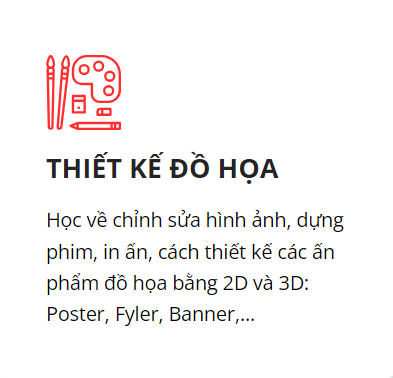 THIẾT KẾ ĐỒ HỌA
Học về chỉnh sửa hình ảnh, dựng
phim, in ấn, cách thiết kế các ấn
phẩm đồ họa bằng 2D và 3D:
Poster, Fyler, Banner,...